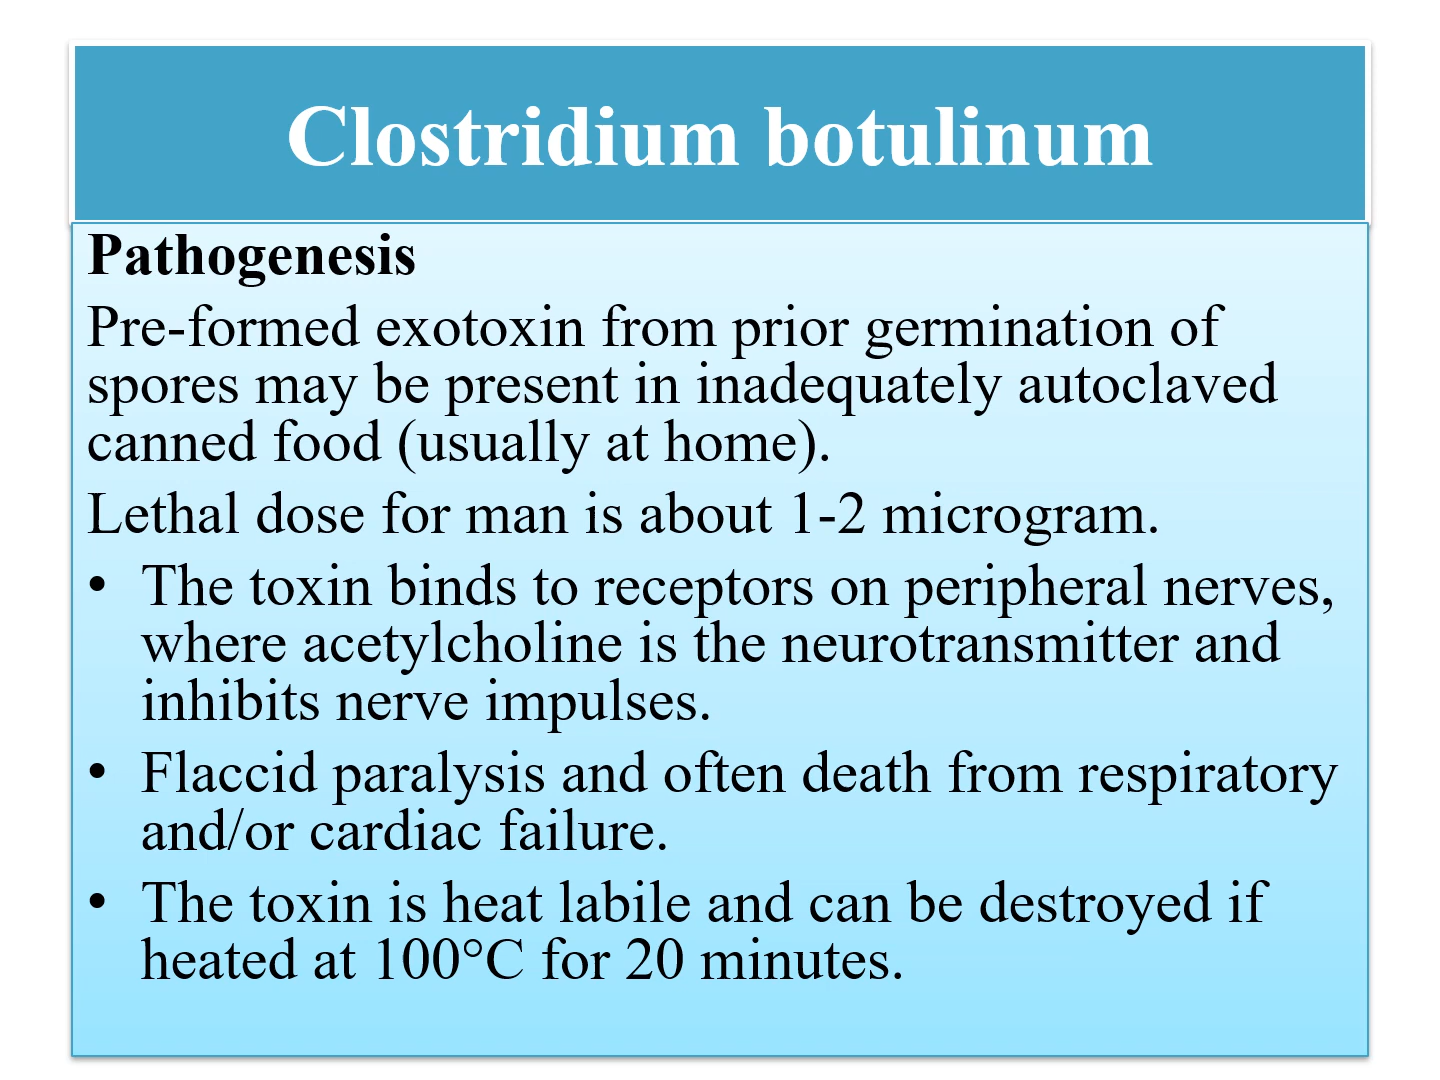 Clostridium botulinum
Pathogenesis
Pre-formed exotoxin from prior germination of
spores may be present in inadequately autoclaved
canned food (usually at home).
Lethal dose for man is about 1-2 microgram.
• The toxin binds to receptors on peripheral nerves,
where acetylcholine is the neurotransmitter and
inhibits nerve impulses.
• Flaccid paralysis and often death from respiratory
and/or cardiac failure.
• The toxin is heat labile and can be destroyed if
heated at 100°C for 20 minutes.